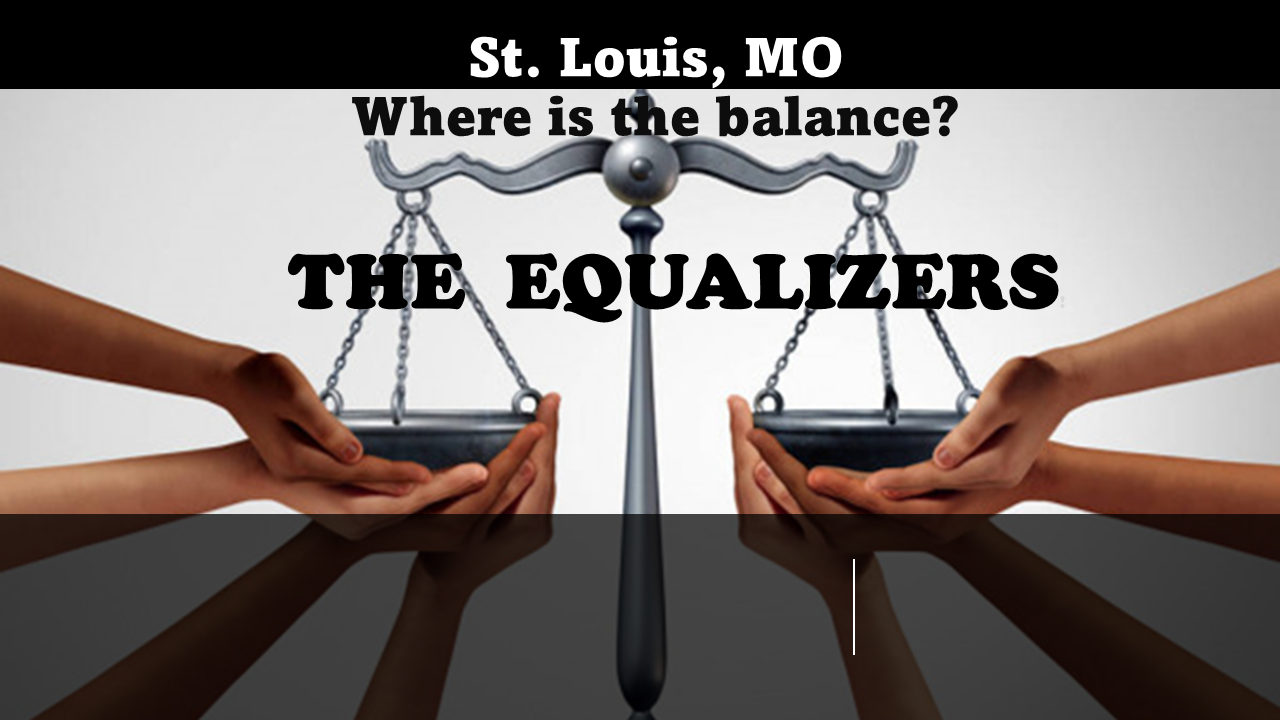 St. Louis, MO
Where is the balance?
THE EQUALIZERS